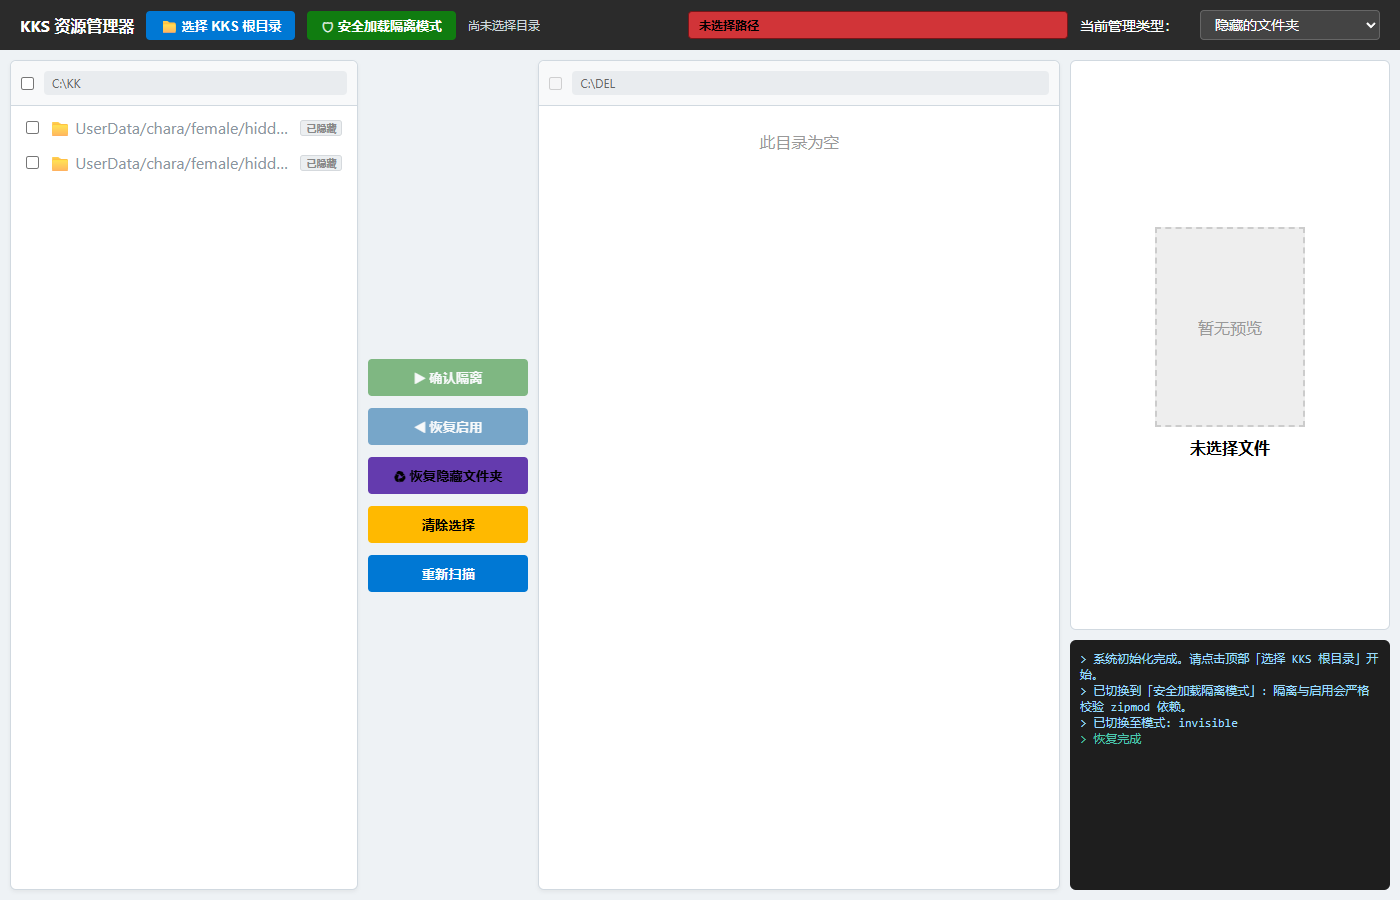 KKS 资源管理器
选择 KKS 根目录
安全加载隔离模式
尚未选择目录
未选择路径
当前管理类型：
隐藏的文件夹
C:\KK
UserData/chara/female/hidd...
已隐藏
UserData/chara/female/hidd...
已隐藏
▶ 确认隔离
◀ 恢复启用
恢复隐藏文件夹
清除选择
重新扫描
C:\DEL
此目录为空
暂无预览
未选择文件
> 系统初始化完成。请点击顶部「选择 KKS 根目录」开
始。
> 已切换到「安全加载隔离模式」：隔离与启用会严格
校验 zipmod 依赖。
> 已切换至模式: invisible
> 恢复完成